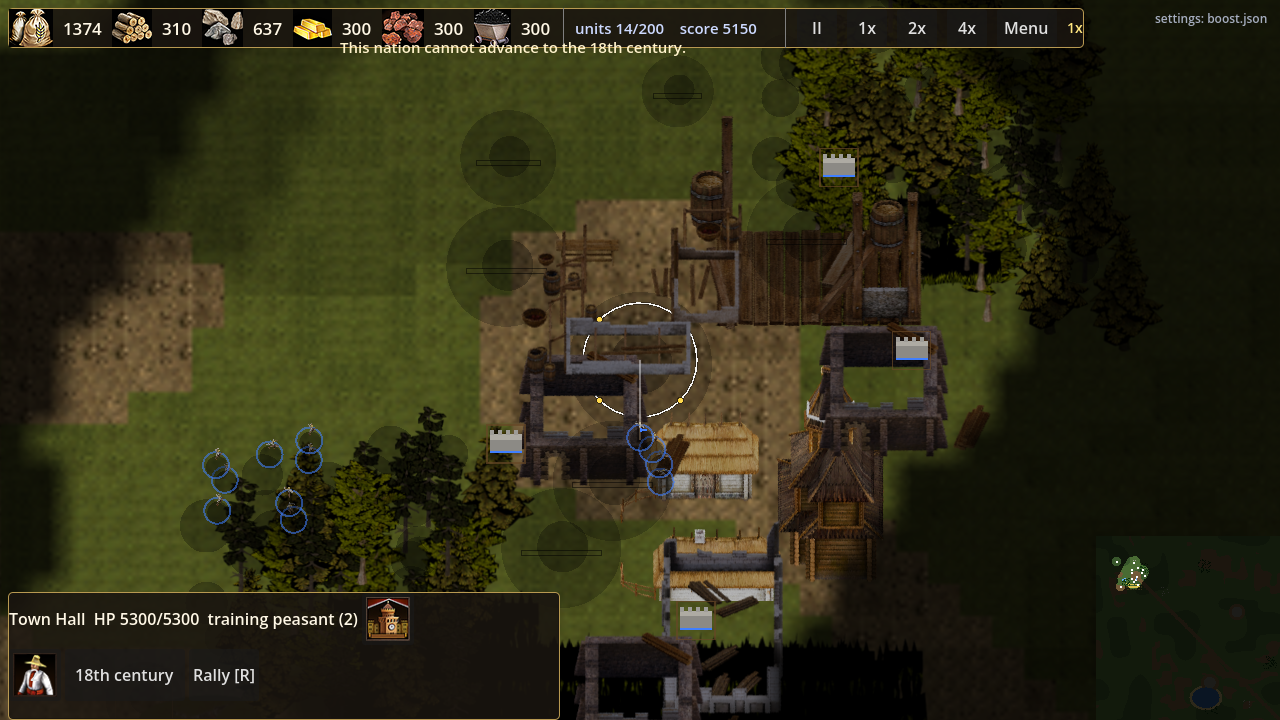 1374 310 637 300 300 300 units 14/200 score 5150 II 1x 2x 4x Menu 1x
settings: boost.json
This nation cannot advance to the 18th century.
Town Hall HP 5300/5300 training peasant (2)
18th century Rally [R]